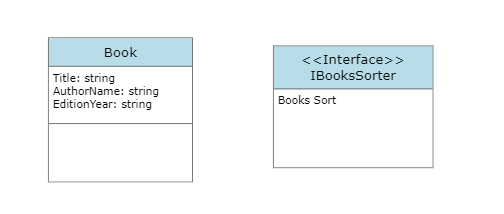 Book
Title: string
AuthorName: string
EditionYear: string
<<Interface>>
IBooksSorter
Books Sort